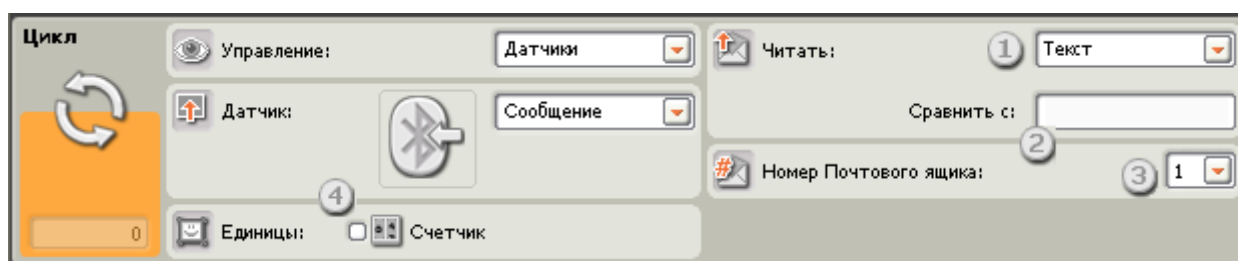 Цикл
0
Управление: Датчики
Датчик: Сообщение
4
Единицы: Счетчик
Читать: 1 Текст
Сравнить с:
2
# Номер Почтового ящика: 3 1